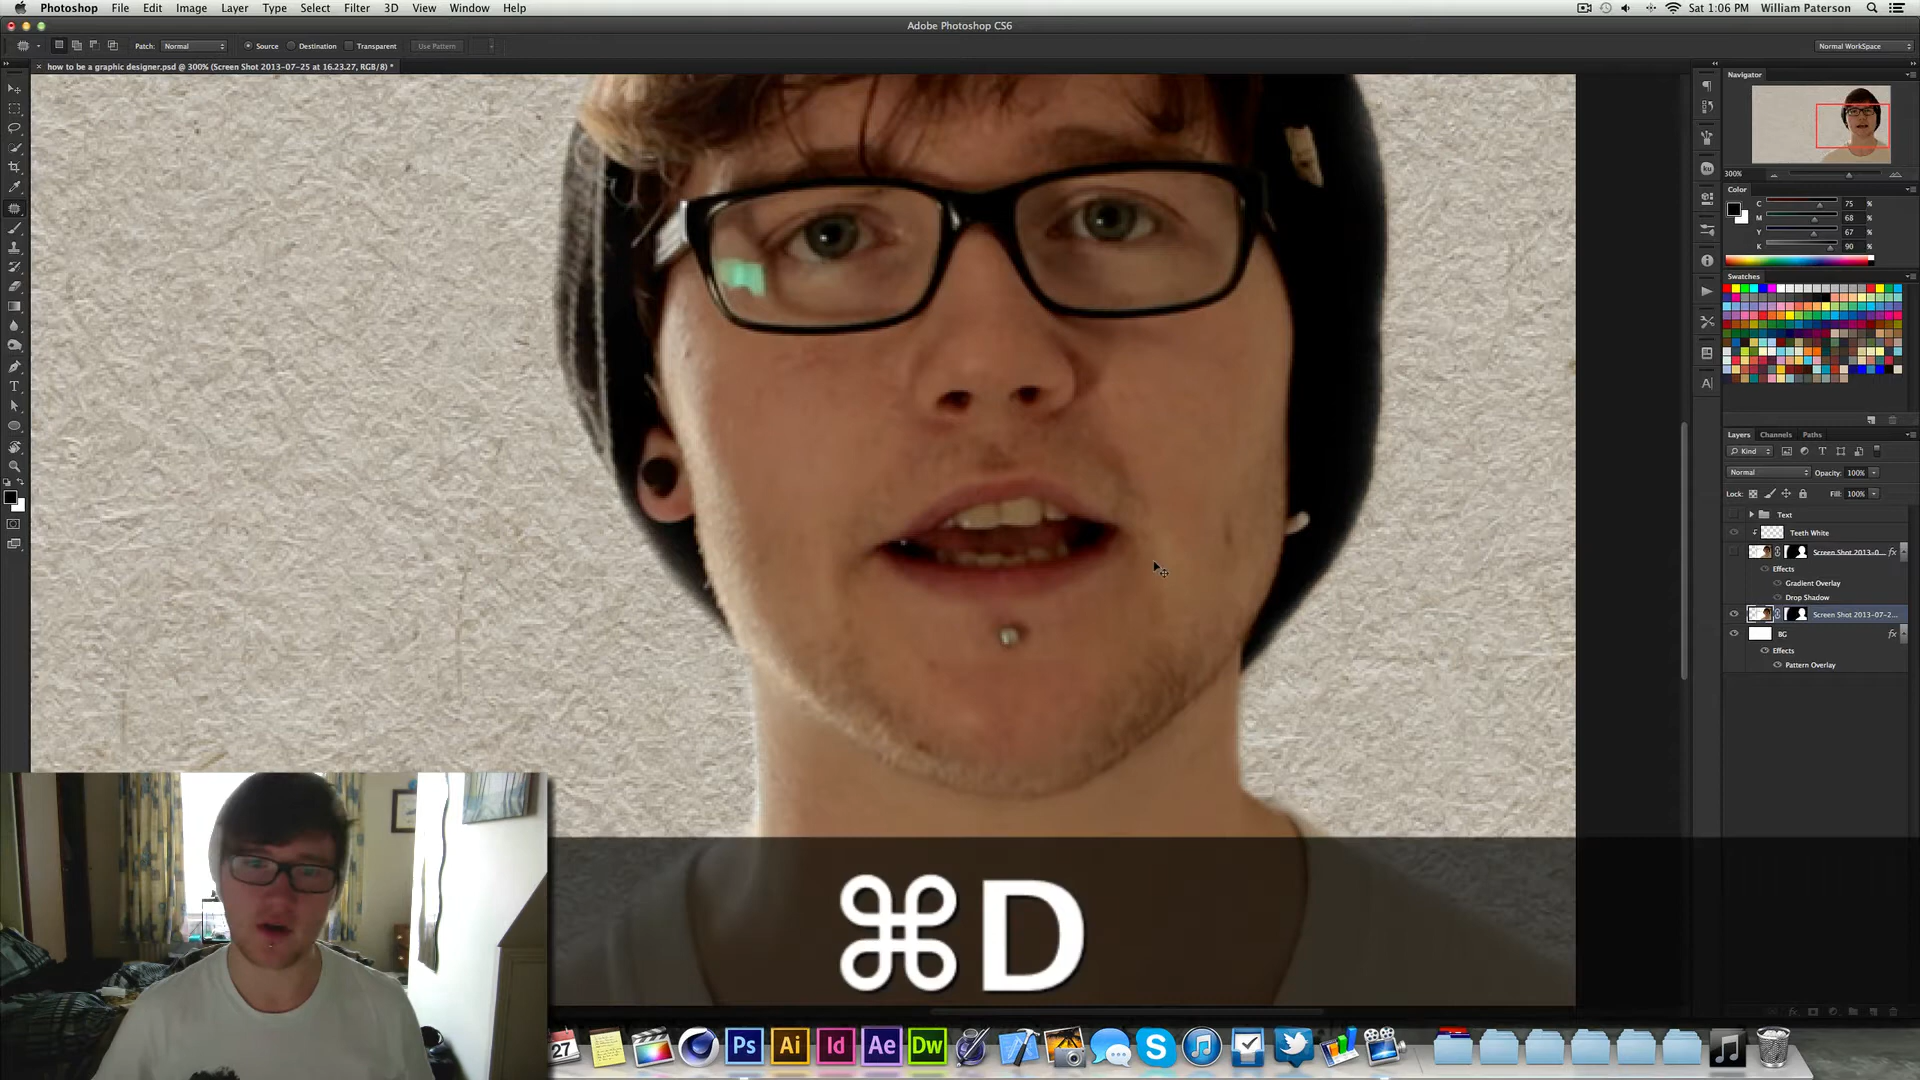 Photoshop File Edit Image Layer Type Select Filter 3D View Window Help
Sat 1:06 PM William Paterson
Adobe Photoshop CS6
Patch: Normal Source Destination Transparent Use Pattern
Normal WorkSpace
how to be a graphic designer.psd @ 300% (Screen Shot 2013-07-25 at 16.23.27, RGB/8) *
Navigator
300%
Color
C 75 %
M 68 %
Y 67 %
K 90 %
Swatches
Layers Channels Paths
Kind
Normal Opacity: 100%
Lock: Fill: 100%
Text
Teeth White
Screen Shot 2013-0... fx
Effects
Gradient Overlay
Drop Shadow
Screen Shot 2013-07-2...
BG fx
Effects
Pattern Overlay
⌘D
27 Ps Ai Id Ae Dw S